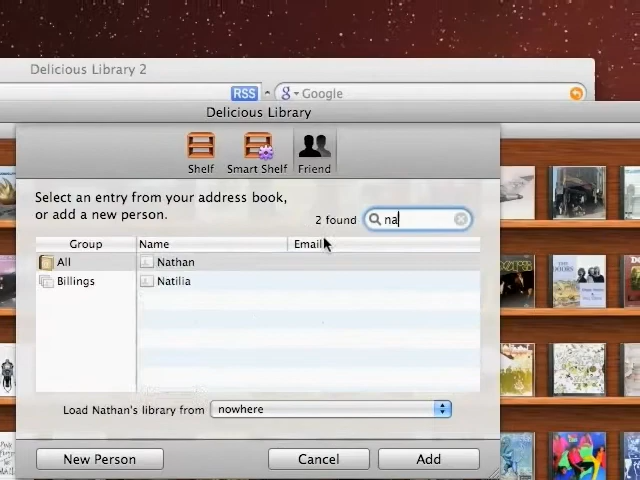 Delicious Library 2
RSS
Google
Delicious Library
Shelf
Smart Shelf
Friend
Select an entry from your address book,
or add a new person.
2 found
na
Group
Name
Email
All
Nathan
Billings
Natilia
Load Nathan's library from
nowhere
New Person
Cancel
Add